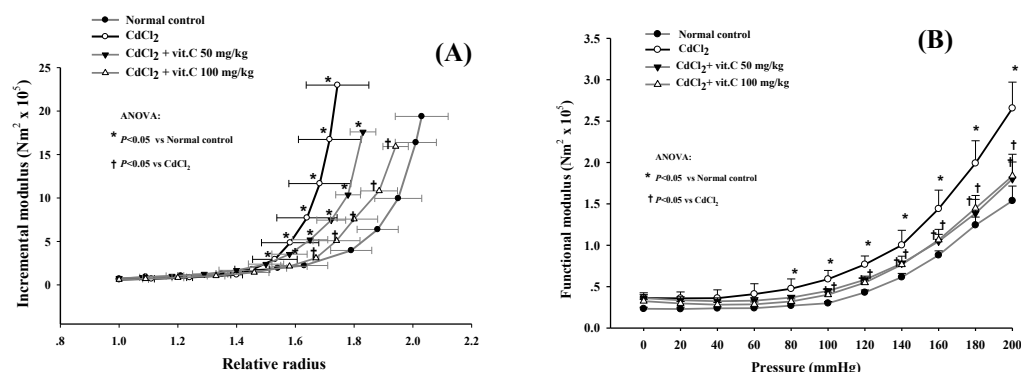 Normal control
CdCl2
CdCl2 + vit.C 50 mg/kg
CdCl2 + vit.C 100 mg/kg
(A)
25
20
15
10
5
0
Incremental modulus (Nm2 x 105)
ANOVA:
* P<0.05 vs Normal control
† P<0.05 vs CdCl2
.8 1.0 1.2 1.4 1.6 1.8 2.0 2.2
Relative radius
Normal control
CdCl2
CdCl2+ vit.C 50 mg/kg
CdCl2+ vit.C 100 mg/kg
(B)
3.5
3.0
2.5
2.0
1.5
1.0
.5
0.0
Functional modulus (Nm2 x 105)
ANOVA:
* P<0.05 vs Normal control
† P<0.05 vs CdCl2
0 20 40 60 80 100 120 140 160 180 200
Pressure (mmHg)